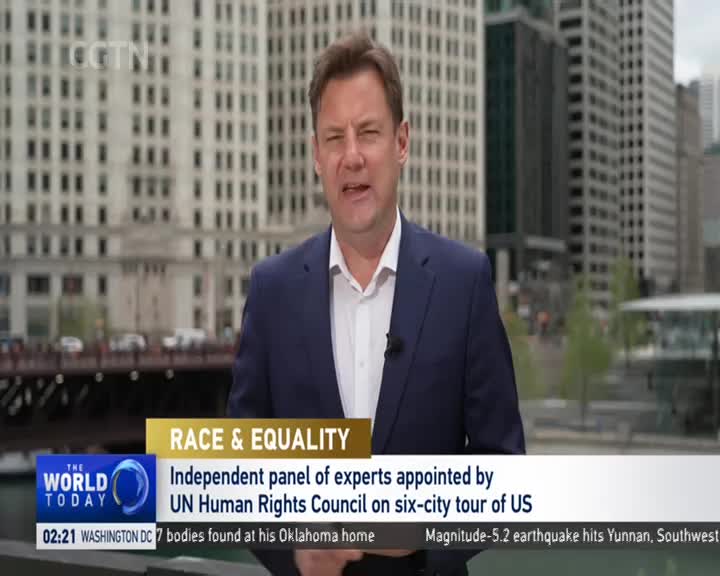 CGTN
RACE & EQUALITY
THE
WORLD
TODAY
Independent panel of experts appointed by
UN Human Rights Council on six-city tour of US
02:21 WASHINGTON DC
7 bodies found at his Oklahoma home
Magnitude-5.2 earthquake hits Yunnan, Southwest